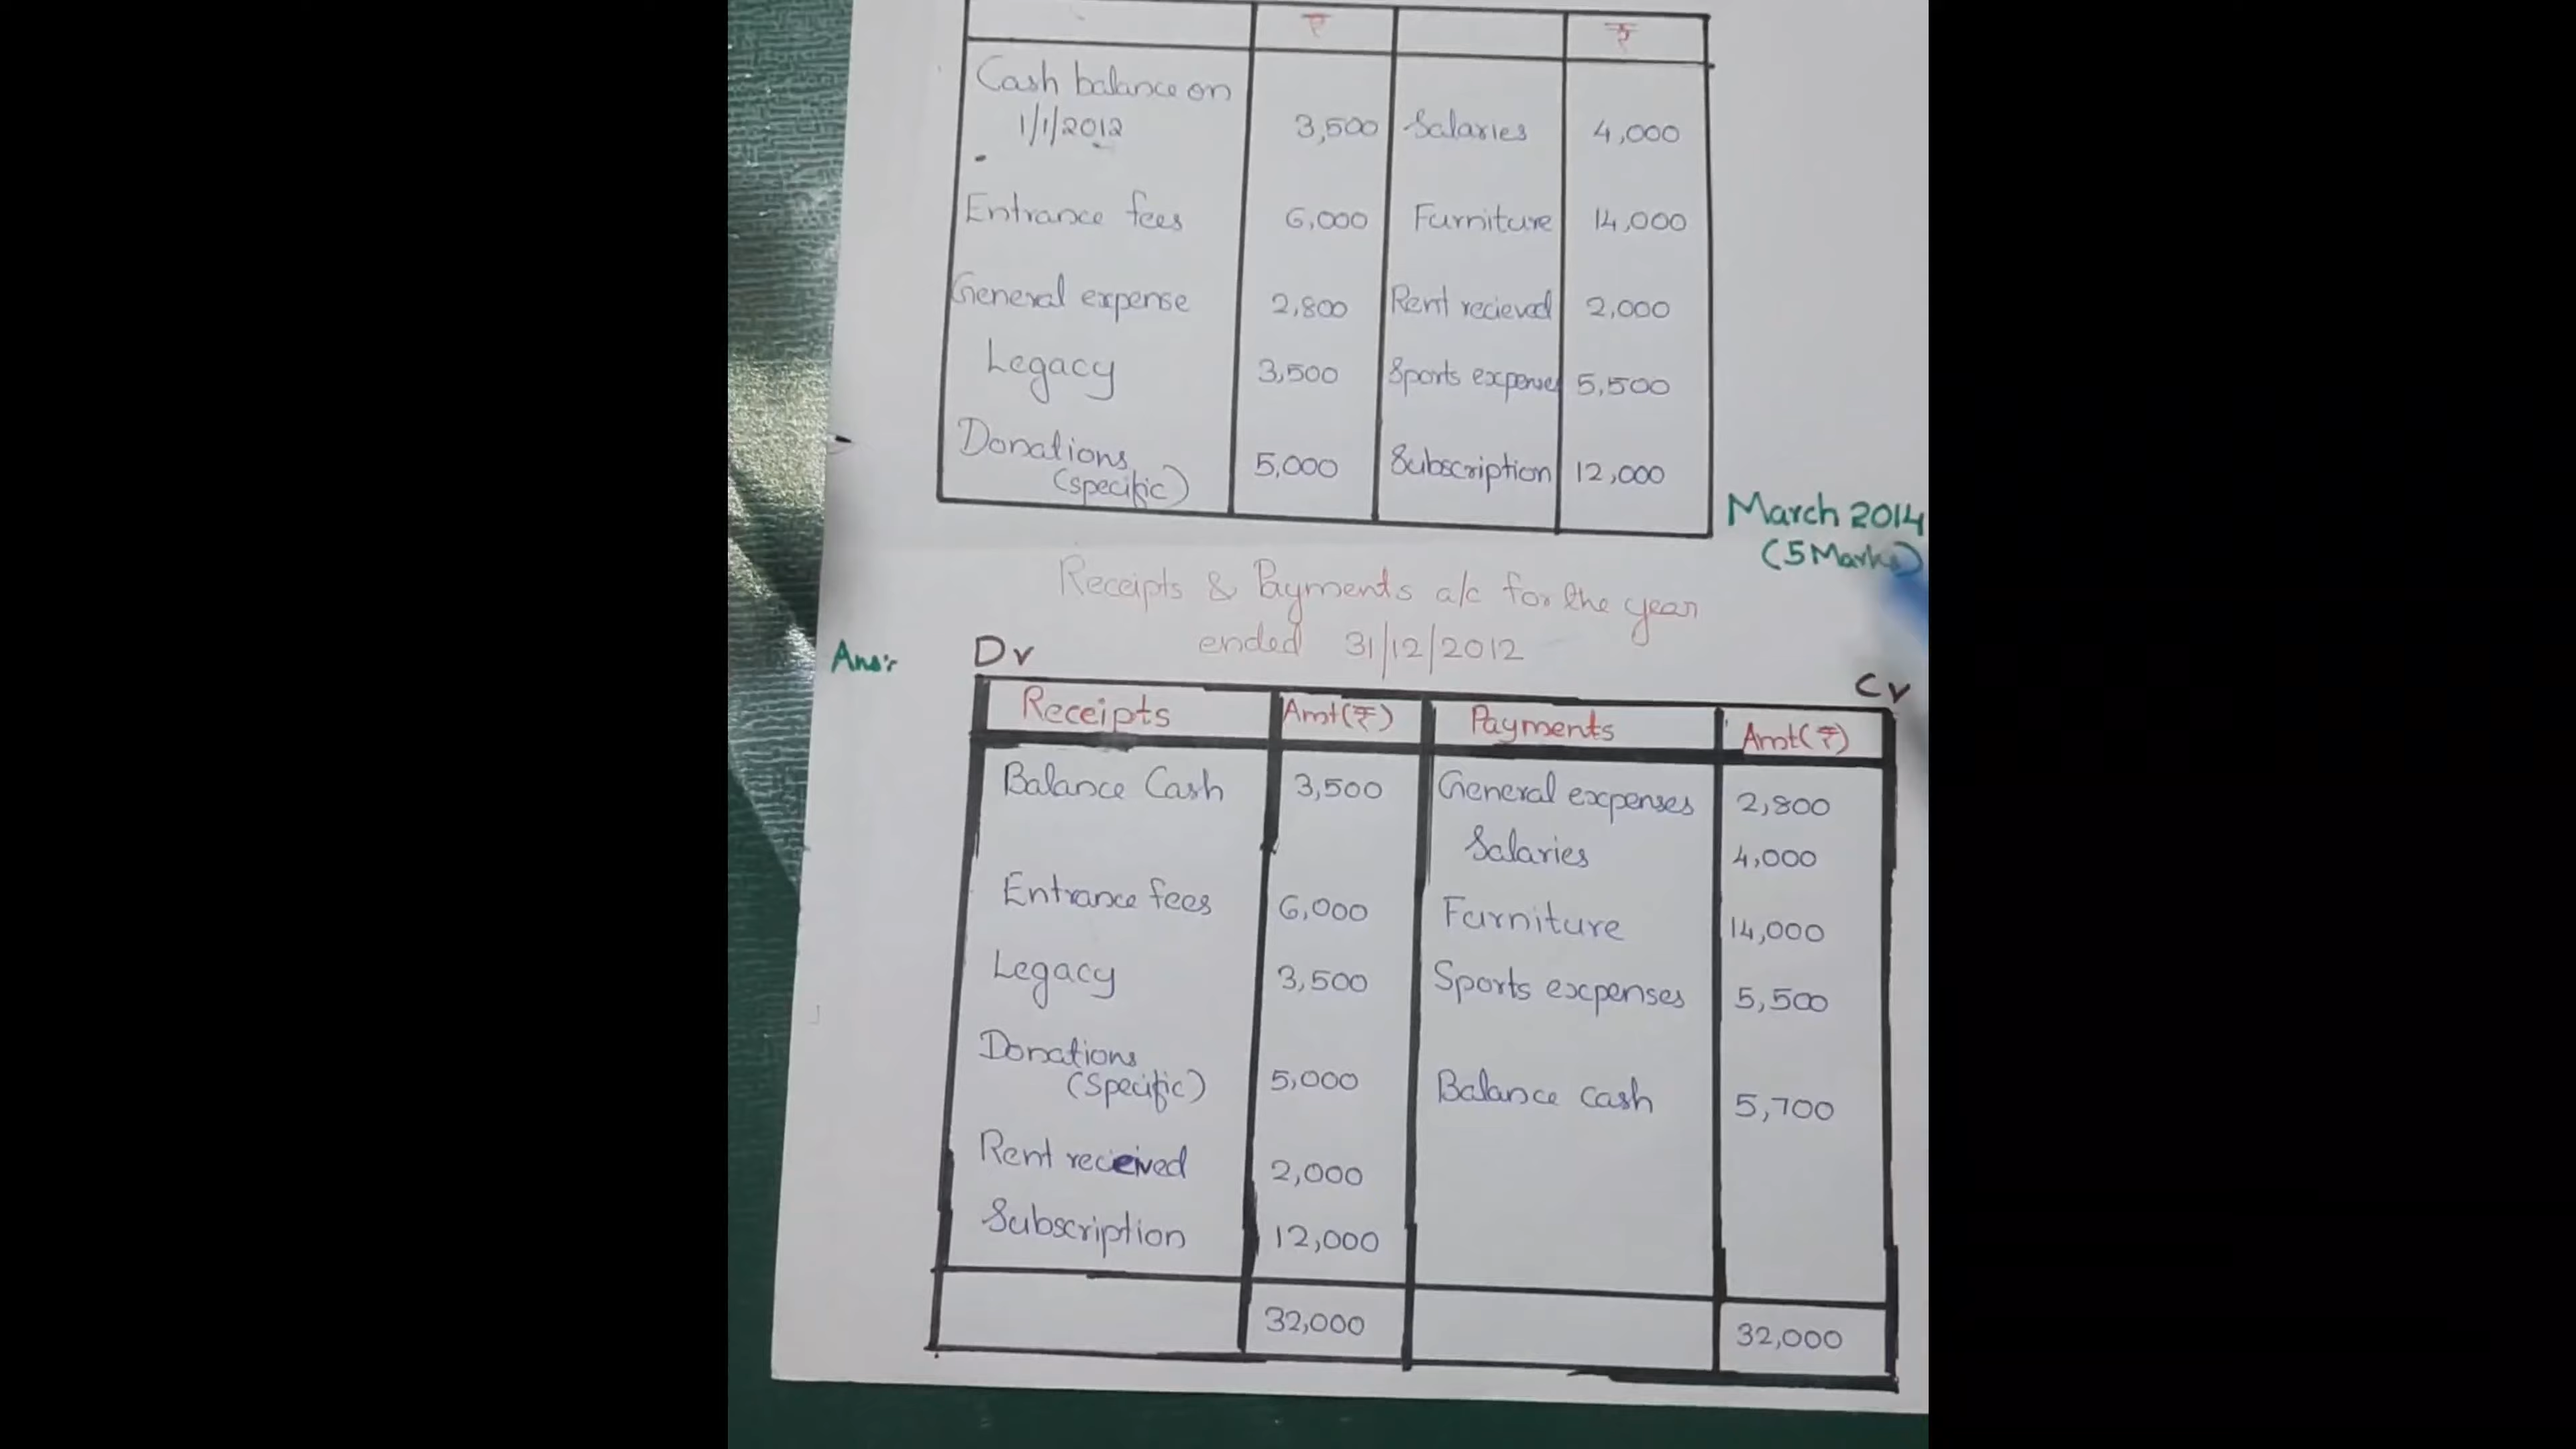 ₹ ₹
Cash balance on
1/1/2012 3,500 Salaries 4,000
Entrance fees 6,000 Furniture 14,000
General expense 2,800 Rent recieved 2,000
Legacy 3,500 Sports expenses 5,500
Donations
(specific) 5,000 Subscription 12,000
March 2014
(5 Marks)
Receipts & Payments a/c for the year
ended 31/12/2012
Ans:
Dr Cr
Receipts Amt(₹) Payments Amt(₹)
Balance Cash 3,500 General expenses 2,800
Salaries 4,000
Entrance fees 6,000 Furniture 14,000
Legacy 3,500 Sports expenses 5,500
Donations
(Specific) 5,000 Balance cash 5,700
Rent received 2,000
Subscription 12,000
32,000 32,000